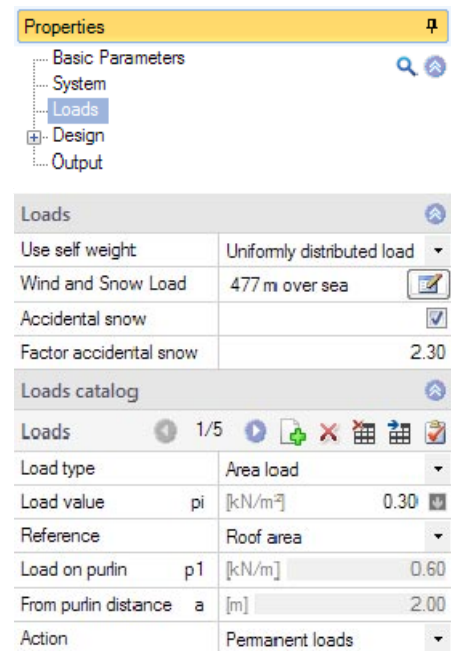 Properties
Basic Parameters
System
Loads
Design
Output
Loads
Use self weight Uniformly distributed load
Wind and Snow Load 477 m over sea
Accidental snow
Factor accidental snow 2.30
Loads catalog
Loads 1/5
Load type Area load
Load value pi [kN/m²] 0.30
Reference Roof area
Load on purlin p1 [kN/m] 0.60
From purlin distance a [m] 2.00
Action Permanent loads